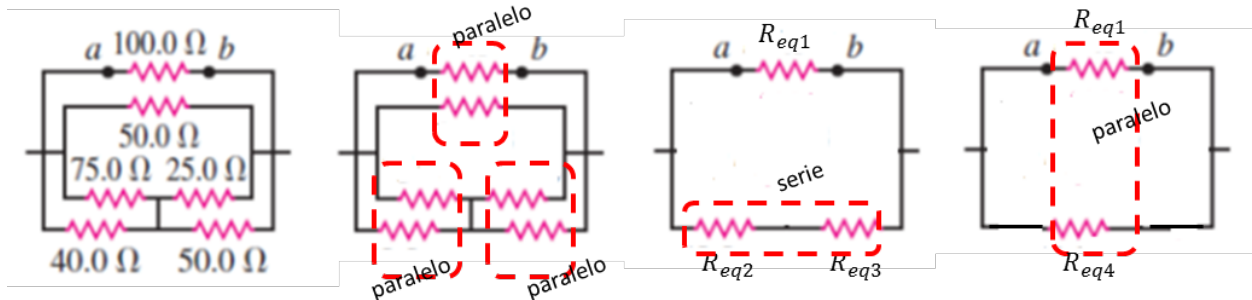 a 100.0 Ω b
50.0 Ω
75.0 Ω 25.0 Ω
40.0 Ω 50.0 Ω
paralelo
a b
paralelo paralelo
R_eq1
a b
serie
R_eq2 R_eq3
R_eq1
a b
paralelo
R_eq4